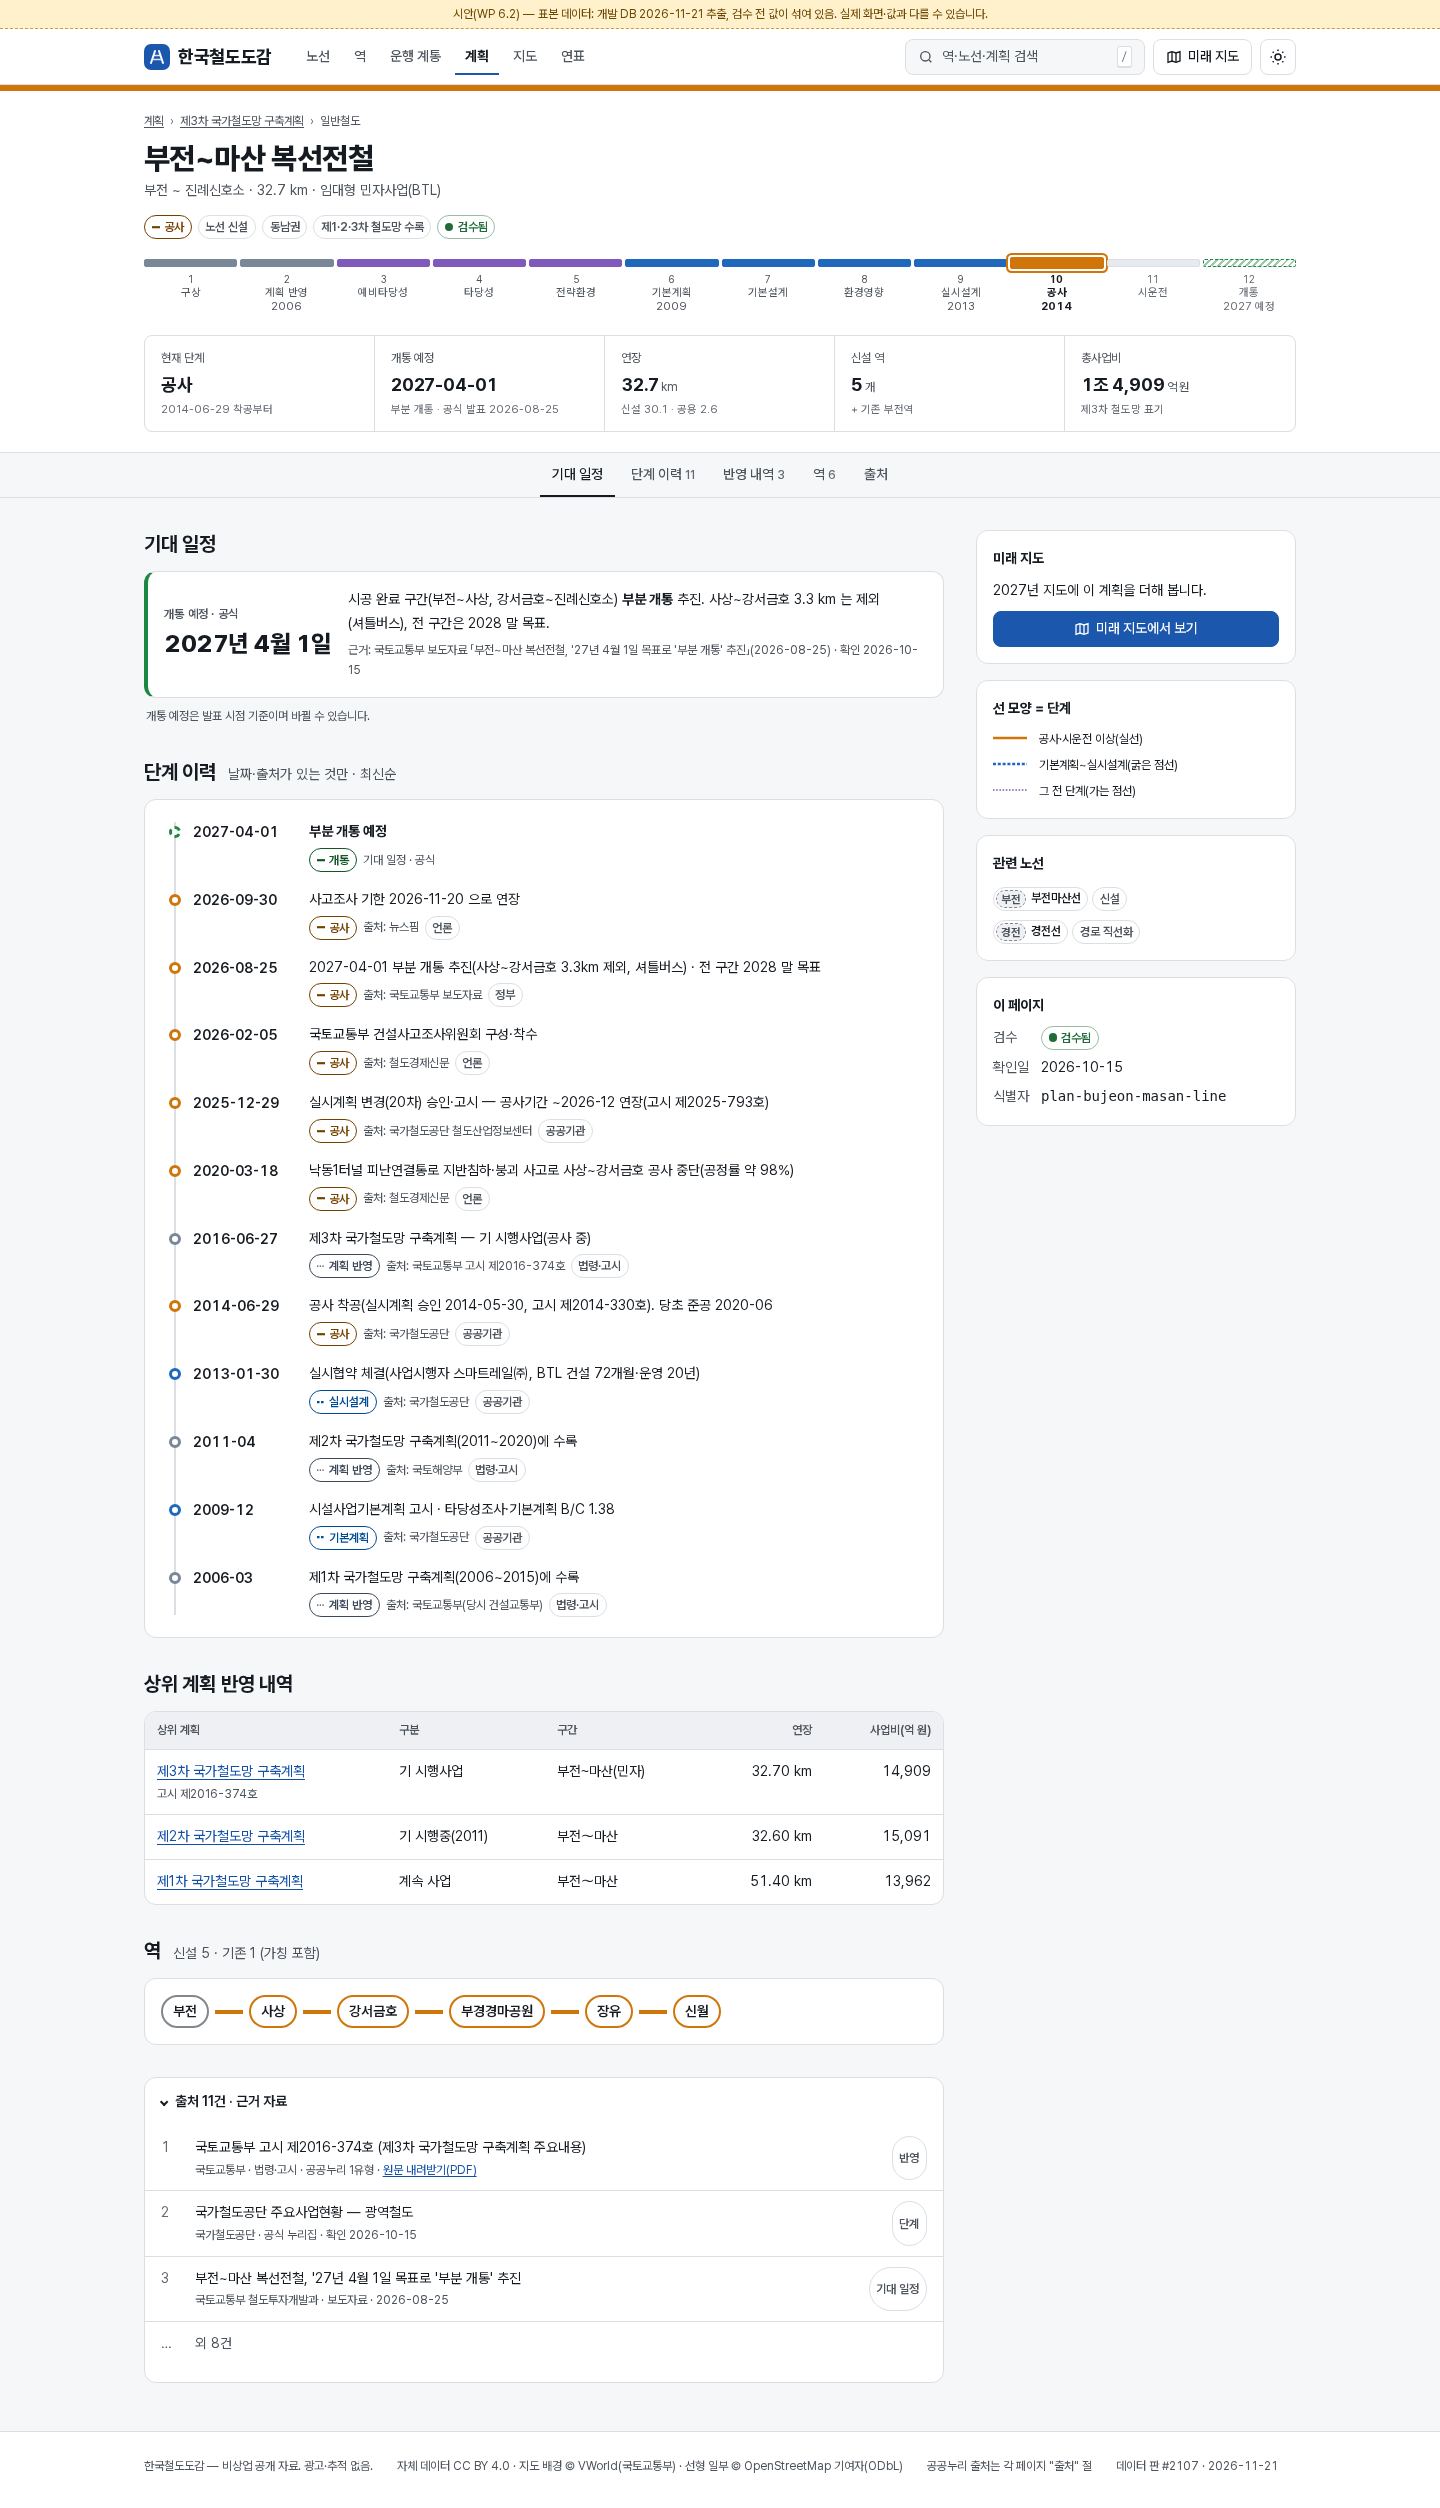 시안(WP 6.2) — 표본 데이터: 개발 DB 2026-11-21 추출, 검수 전 값이 섞여 있음. 실제 화면·값과 다를 수 있습니다.
한국철도도감 노선 역 운행 계통 계획 지도 연표 역·노선·계획 검색 / 미래 지도
계획 › 제3차 국가철도망 구축계획 › 일반철도
부전~마산 복선전철
부전 ~ 진례신호소 · 32.7 km · 임대형 민자사업(BTL)
공사 노선 신설 동남권 제1·2·3차 철도망 수록 검수됨
1 2 3 4 5 6 7 8 9 10 11 12
구상 계획 반영 예비타당성 타당성 전략환경 기본계획 기본설계 환경영향 실시설계 공사 시운전 개통
2006 2009 2013 2014 2027 예정
현재 단계 개통 예정 연장 신설 역 총사업비
공사 2027-04-01 32.7 km 5 개 1조 4,909 억원
2014-06-29 착공부터 부분 개통 · 공식 발표 2026-08-25 신설 30.1 · 공용 2.6 + 기존 부전역 제3차 철도망 표기
기대 일정 단계 이력 11 반영 내역 3 역 6 출처
기대 일정
개통 예정 · 공식
2027년 4월 1일
시공 완료 구간(부전~사상, 강서금호~진례신호소) 부분 개통 추진. 사상~강서금호 3.3 km 는 제외
(셔틀버스), 전 구간은 2028 말 목표.
근거: 국토교통부 보도자료 「부전~마산 복선전철, '27년 4월 1일 목표로 '부분 개통' 추진」(2026-08-25) · 확인 2026-10-
15
개통 예정은 발표 시점 기준이며 바뀔 수 있습니다.
단계 이력 날짜·출처가 있는 것만 · 최신순
2027-04-01 부분 개통 예정
개통 기대 일정 · 공식
2026-09-30 사고조사 기한 2026-11-20 으로 연장
공사 출처: 뉴스핌 언론
2026-08-25 2027-04-01 부분 개통 추진(사상~강서금호 3.3km 제외, 셔틀버스) · 전 구간 2028 말 목표
공사 출처: 국토교통부 보도자료 정부
2026-02-05 국토교통부 건설사고조사위원회 구성·착수
공사 출처: 철도경제신문 언론
2025-12-29 실시계획 변경(20차) 승인·고시 — 공사기간 ~2026-12 연장(고시 제2025-793호)
공사 출처: 국가철도공단 철도산업정보센터 공공기관
2020-03-18 낙동1터널 피난연결통로 지반침하·붕괴 사고로 사상~강서금호 공사 중단(공정률 약 98%)
공사 출처: 철도경제신문 언론
2016-06-27 제3차 국가철도망 구축계획 — 기 시행사업(공사 중)
계획 반영 출처: 국토교통부 고시 제2016-374호 법령·고시
2014-06-29 공사 착공(실시계획 승인 2014-05-30, 고시 제2014-330호). 당초 준공 2020-06
공사 출처: 국가철도공단 공공기관
2013-01-30 실시협약 체결(사업시행자 스마트레일㈜, BTL 건설 72개월·운영 20년)
실시설계 출처: 국가철도공단 공공기관
2011-04 제2차 국가철도망 구축계획(2011~2020)에 수록
계획 반영 출처: 국토해양부 법령·고시
2009-12 시설사업기본계획 고시 · 타당성조사·기본계획 B/C 1.38
기본계획 출처: 국가철도공단 공공기관
2006-03 제1차 국가철도망 구축계획(2006~2015)에 수록
계획 반영 출처: 국토교통부(당시 건설교통부) 법령·고시
상위 계획 반영 내역
상위 계획 구분 구간 연장 사업비(억 원)
제3차 국가철도망 구축계획 기 시행사업 부전~마산(민자) 32.70 km 14,909
고시 제2016-374호
제2차 국가철도망 구축계획 기 시행중(2011) 부전～마산 32.60 km 15,091
제1차 국가철도망 구축계획 계속 사업 부전～마산 51.40 km 13,962
역 신설 5 · 기존 1 (가칭 포함)
부전 사상 강서금호 부경경마공원 장유 신월
출처 11건 · 근거 자료
1 국토교통부 고시 제2016-374호 (제3차 국가철도망 구축계획 주요내용) 반영
국토교통부 · 법령·고시 · 공공누리 1유형 · 원문 내려받기(PDF)
2 국가철도공단 주요사업현황 — 광역철도 단계
국가철도공단 · 공식 누리집 · 확인 2026-10-15
3 부전~마산 복선전철, '27년 4월 1일 목표로 '부분 개통' 추진 기대 일정
국토교통부 철도투자개발과 · 보도자료 · 2026-08-25
… 외 8건
미래 지도
2027년 지도에 이 계획을 더해 봅니다.
미래 지도에서 보기
선 모양 = 단계
공사·시운전 이상(실선)
기본계획~실시설계(굵은 점선)
그 전 단계(가는 점선)
관련 노선
부전 부전마산선 신설
경전 경전선 경로 직선화
이 페이지
검수 검수됨
확인일 2026-10-15
식별자 plan-bujeon-masan-line
한국철도도감 — 비상업 공개 자료. 광고·추적 없음. 자체 데이터 CC BY 4.0 · 지도 배경 © VWorld(국토교통부) · 선형 일부 © OpenStreetMap 기여자(ODbL) 공공누리 출처는 각 페이지 "출처" 절 데이터 판 #2107 · 2026-11-21